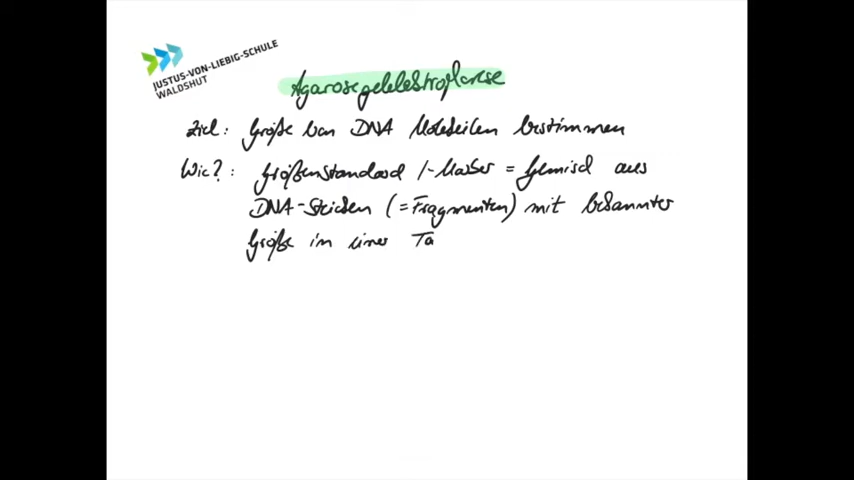 JUSTUS-VON-LIEBIG-SCHULE
WALDSHUT
Agarosegelelektrophorese
Ziel: Größe von DNA Molekülen bestimmen
Wie?: Größenstandard /-Marker = Gemisch aus
DNA-Stücken (=Fragmenten) mit bekannter
Größe in einer Ta